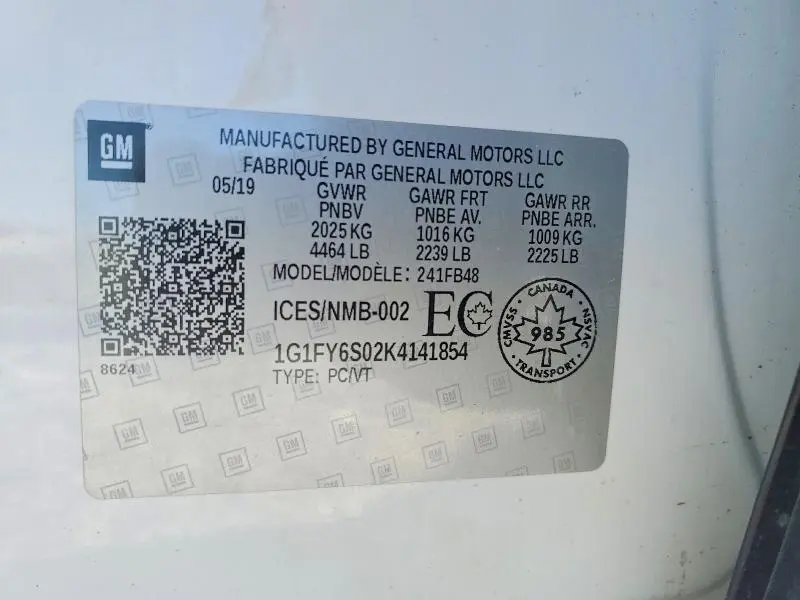 GM
MANUFACTURED BY GENERAL MOTORS LLC
FABRIQUÉ PAR GENERAL MOTORS LLC
05/19 GVWR GAWR FRT GAWR RR
PNBV PNBE AV. PNBE ARR.
2025 KG 1016 KG 1009 KG
4464 LB 2239 LB 2225 LB
MODEL/MODÈLE: 241FB48
ICES/NMB-002 EC
CANADA
CMVSS 985 NSVAC
TRANSPORT
1G1FY6S02K4141854
8624
TYPE: PC/VT